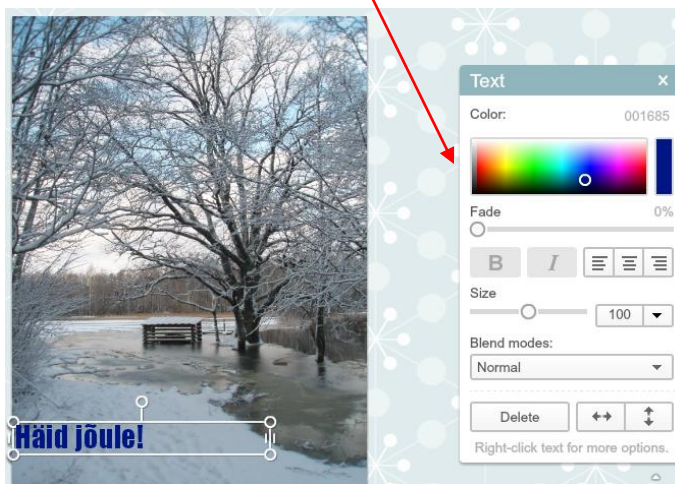 Text ×
Color: 001685
Fade 0%
B I
Size
100
Blend modes:
Normal
Delete
Right-click text for more options.
Häid jõule!